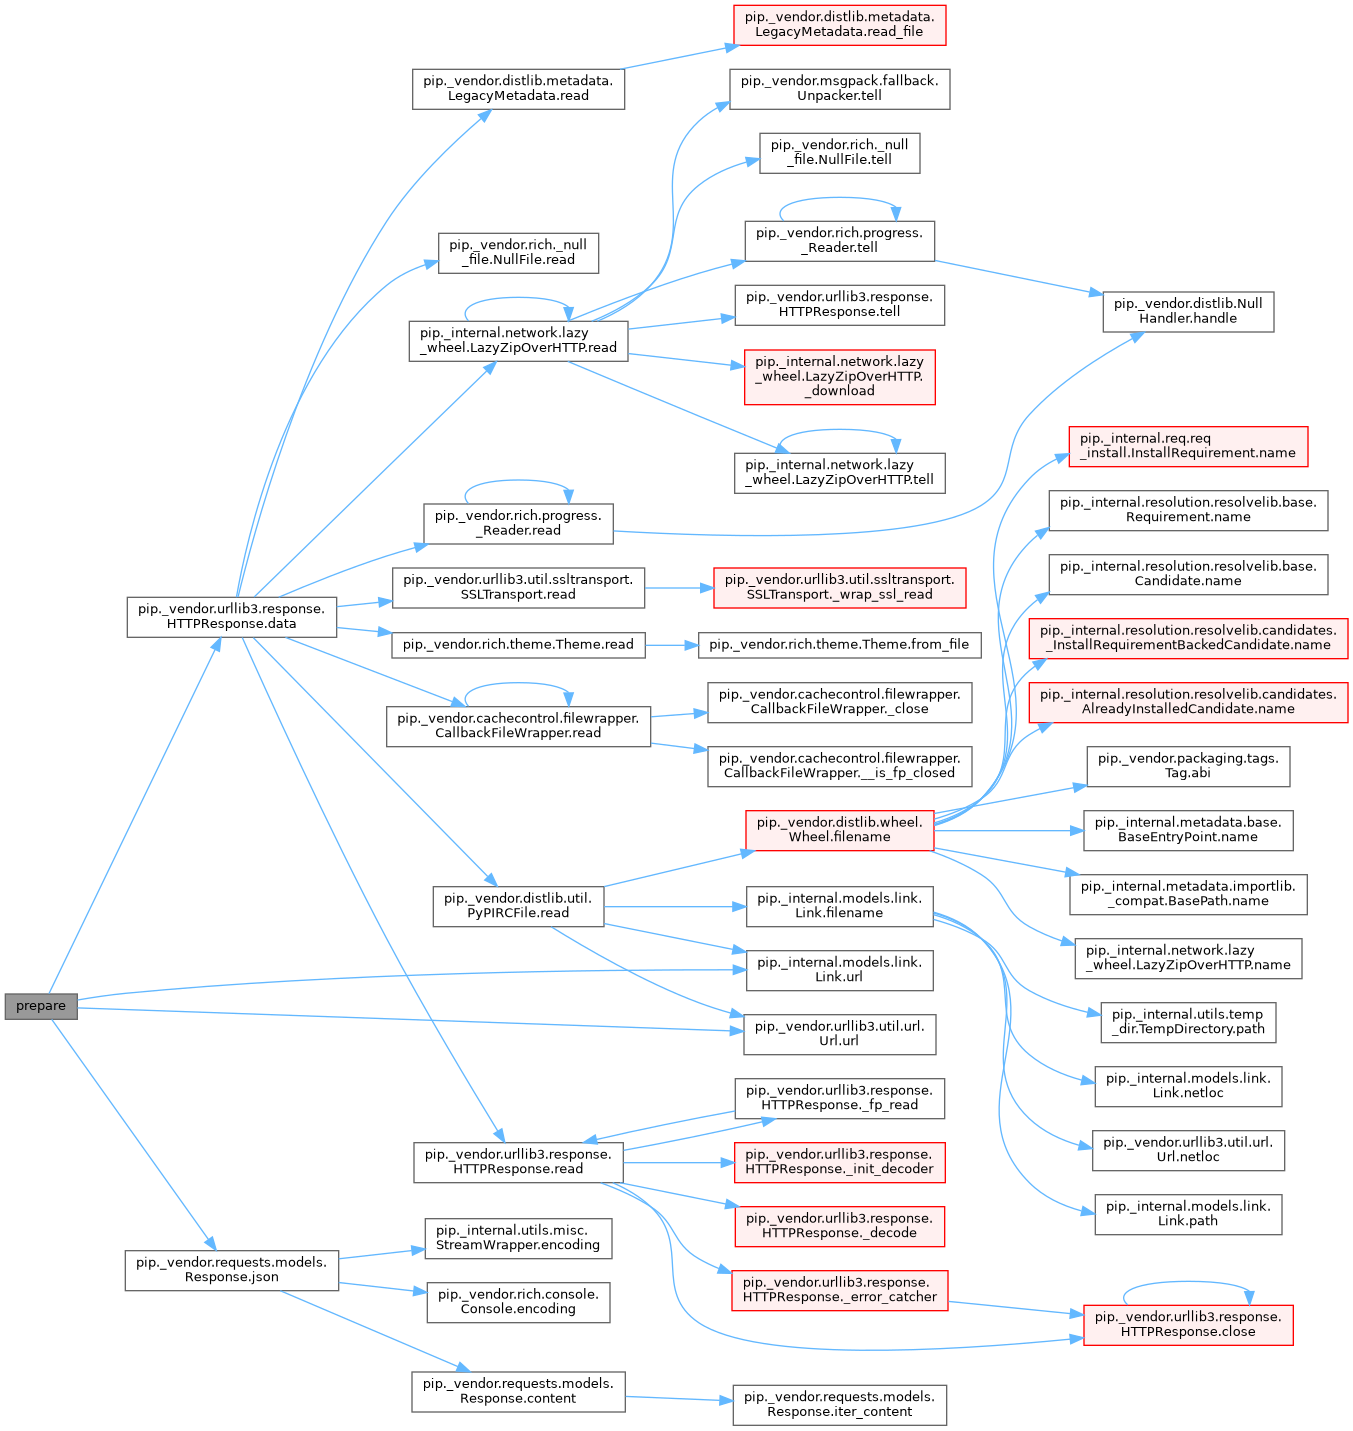 pip._vendor.distlib.metadata.
LegacyMetadata.read_file
pip._vendor.distlib.metadata.
LegacyMetadata.read
pip._vendor.msgpack.fallback.
Unpacker.tell
pip._vendor.rich._null
_file.NullFile.tell
pip._vendor.rich.progress.
_Reader.tell
pip._vendor.rich._null
_file.NullFile.read
pip._vendor.urllib3.response.
HTTPResponse.tell
pip._vendor.distlib.Null
Handler.handle
pip._internal.network.lazy
_wheel.LazyZipOverHTTP.read
pip._internal.network.lazy
_wheel.LazyZipOverHTTP.
_download
pip._internal.req.req
_install.InstallRequirement.name
pip._internal.network.lazy
_wheel.LazyZipOverHTTP.tell
pip._internal.resolution.resolvelib.base.
Requirement.name
pip._vendor.rich.progress.
_Reader.read
pip._internal.resolution.resolvelib.base.
Candidate.name
pip._vendor.urllib3.util.ssltransport.
SSLTransport.read
pip._vendor.urllib3.util.ssltransport.
SSLTransport._wrap_ssl_read
pip._vendor.urllib3.response.
HTTPResponse.data
pip._internal.resolution.resolvelib.candidates.
_InstallRequirementBackedCandidate.name
pip._vendor.rich.theme.Theme.read
pip._vendor.rich.theme.Theme.from_file
pip._internal.resolution.resolvelib.candidates.
AlreadyInstalledCandidate.name
pip._vendor.cachecontrol.filewrapper.
CallbackFileWrapper._close
pip._vendor.cachecontrol.filewrapper.
CallbackFileWrapper.read
pip._vendor.cachecontrol.filewrapper.
CallbackFileWrapper.__is_fp_closed
pip._vendor.packaging.tags.
Tag.abi
pip._vendor.distlib.wheel.
Wheel.filename
pip._internal.metadata.base.
BaseEntryPoint.name
pip._internal.metadata.importlib.
_compat.BasePath.name
pip._vendor.distlib.util.
PyPIRCFile.read
pip._internal.models.link.
Link.filename
pip._internal.network.lazy
_wheel.LazyZipOverHTTP.name
pip._internal.models.link.
Link.url
prepare
pip._internal.utils.temp
_dir.TempDirectory.path
pip._vendor.urllib3.util.url.
Url.url
pip._internal.models.link.
Link.netloc
pip._vendor.urllib3.response.
HTTPResponse._fp_read
pip._vendor.urllib3.util.url.
Url.netloc
pip._vendor.urllib3.response.
HTTPResponse.read
pip._vendor.urllib3.response.
HTTPResponse._init_decoder
pip._internal.models.link.
Link.path
pip._vendor.urllib3.response.
HTTPResponse._decode
pip._internal.utils.misc.
StreamWrapper.encoding
pip._vendor.requests.models.
Response.json
pip._vendor.urllib3.response.
HTTPResponse._error_catcher
pip._vendor.rich.console.
Console.encoding
pip._vendor.urllib3.response.
HTTPResponse.close
pip._vendor.requests.models.
Response.content
pip._vendor.requests.models.
Response.iter_content